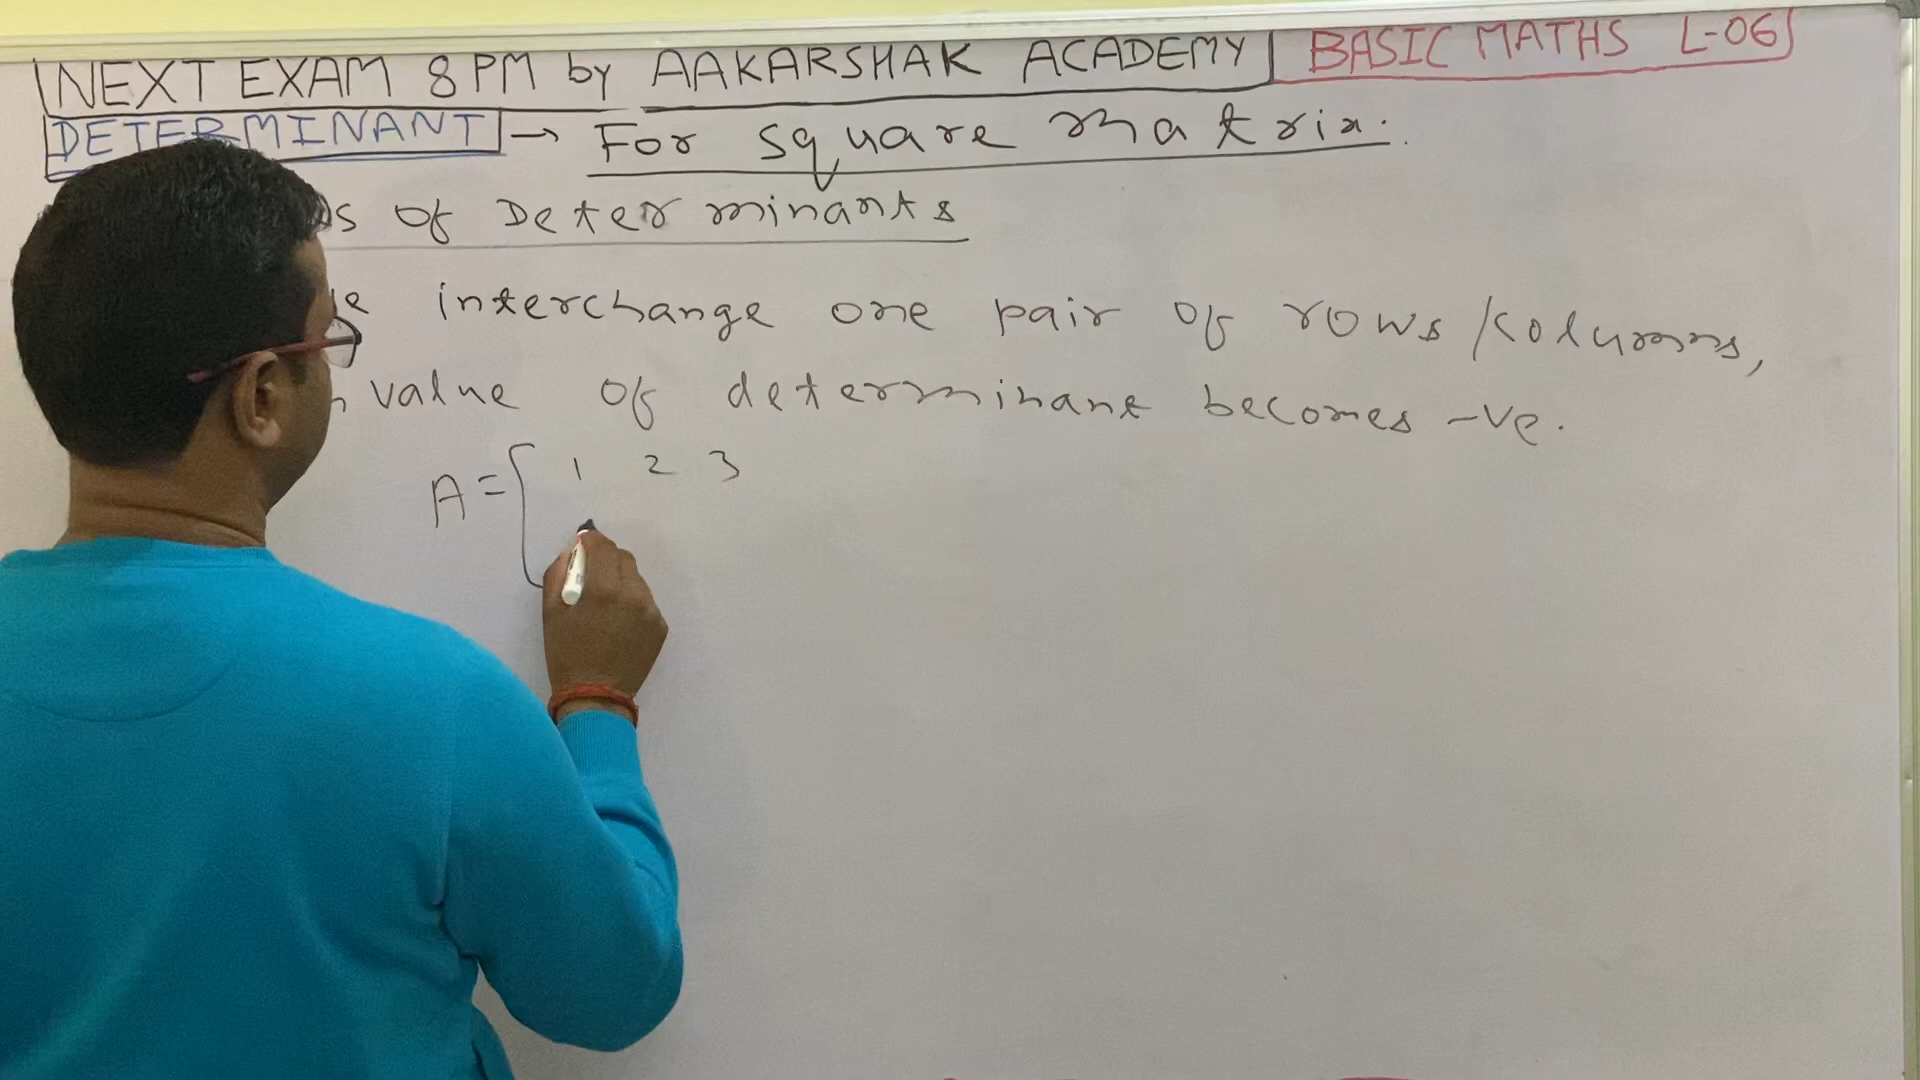 NEXT EXAM 8 PM by AAKARSHAK ACADEMY BASIC MATHS L-06
DETERMINANT → For square matrix.
of Determinants
interchange one pair of rows/columns,
value of determinant becomes -ve.
A = [ 1 2 3